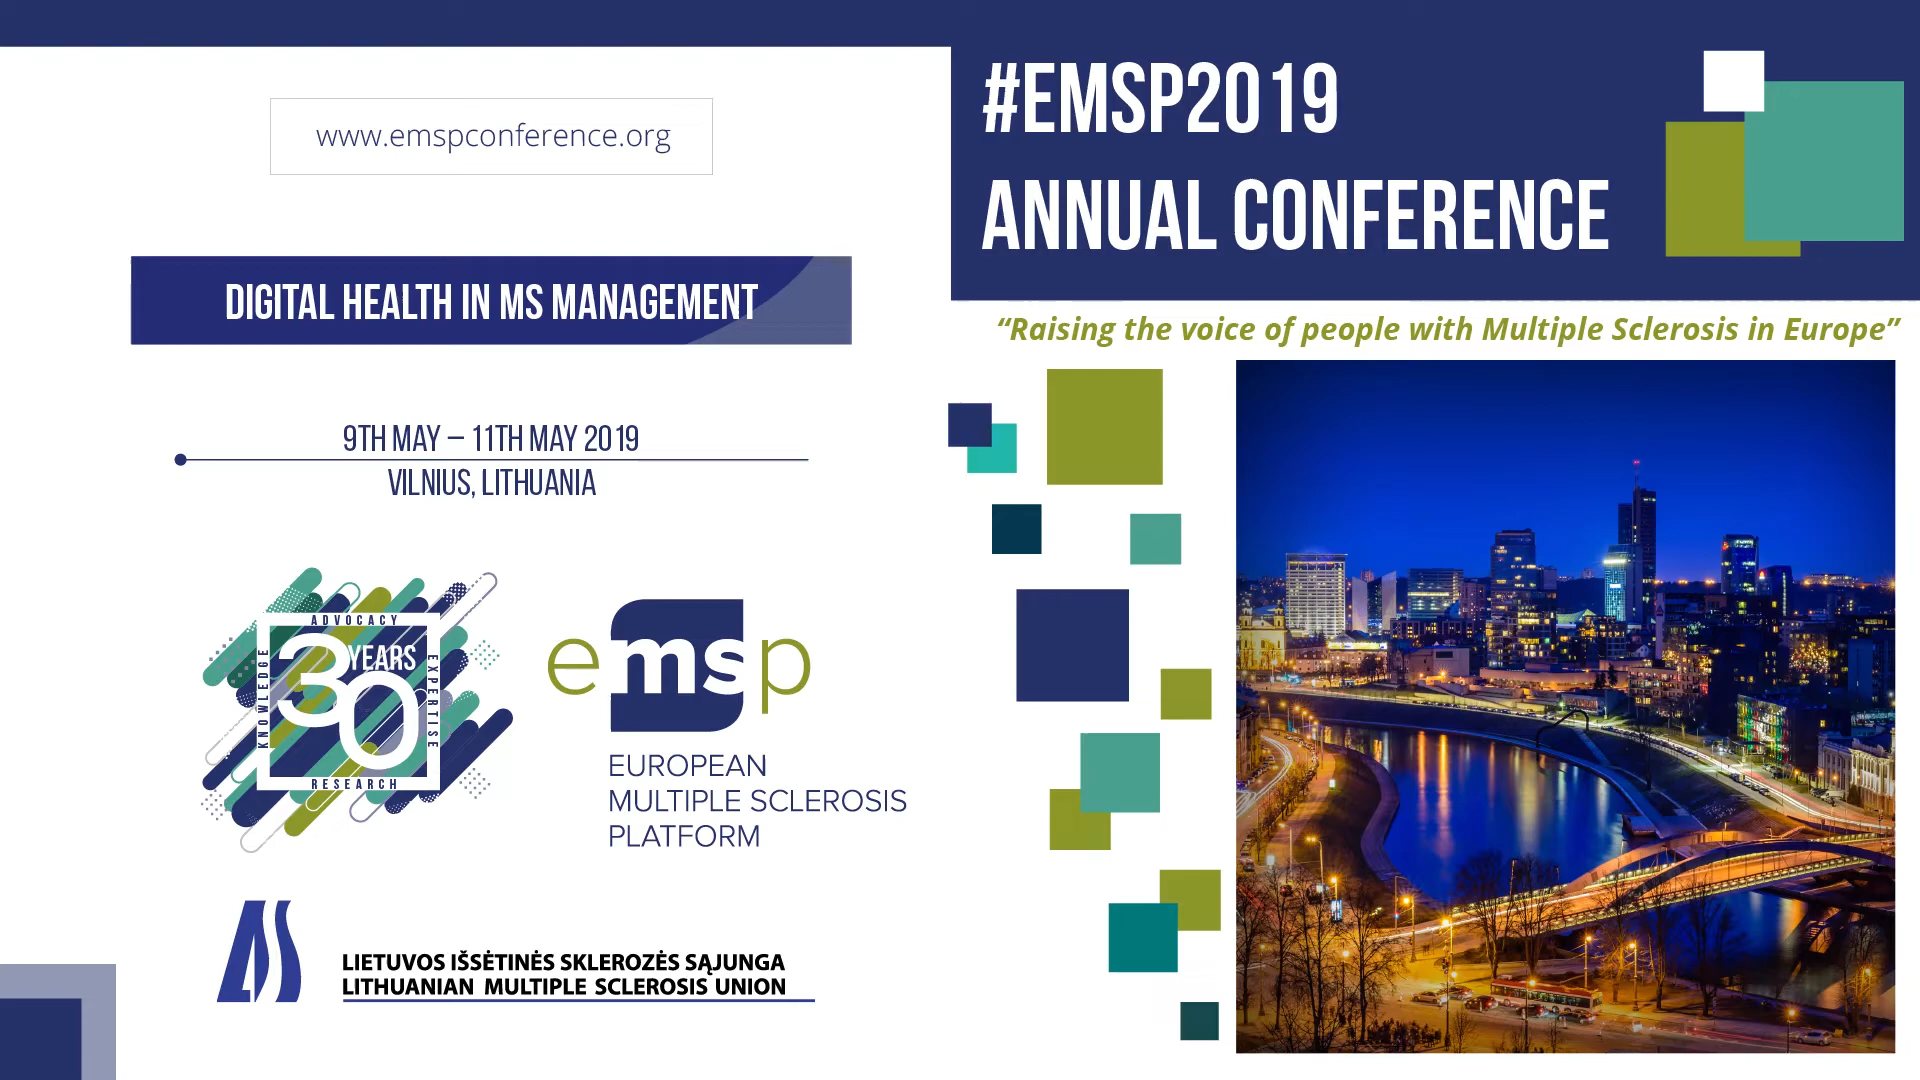 www.emspconference.org
DIGITAL HEALTH IN MS MANAGEMENT
9TH MAY – 11TH MAY 2019
VILNIUS, LITHUANIA
ADVOCACY
KNOWLEDGE
30 YEARS
EXPERTISE
RESEARCH
emsp
EUROPEAN
MULTIPLE SCLEROSIS
PLATFORM
LIETUVOS IŠSĖTINĖS SKLEROZĖS SĄJUNGA
LITHUANIAN MULTIPLE SCLEROSIS UNION
#EMSP2019
ANNUAL CONFERENCE
“Raising the voice of people with Multiple Sclerosis in Europe”